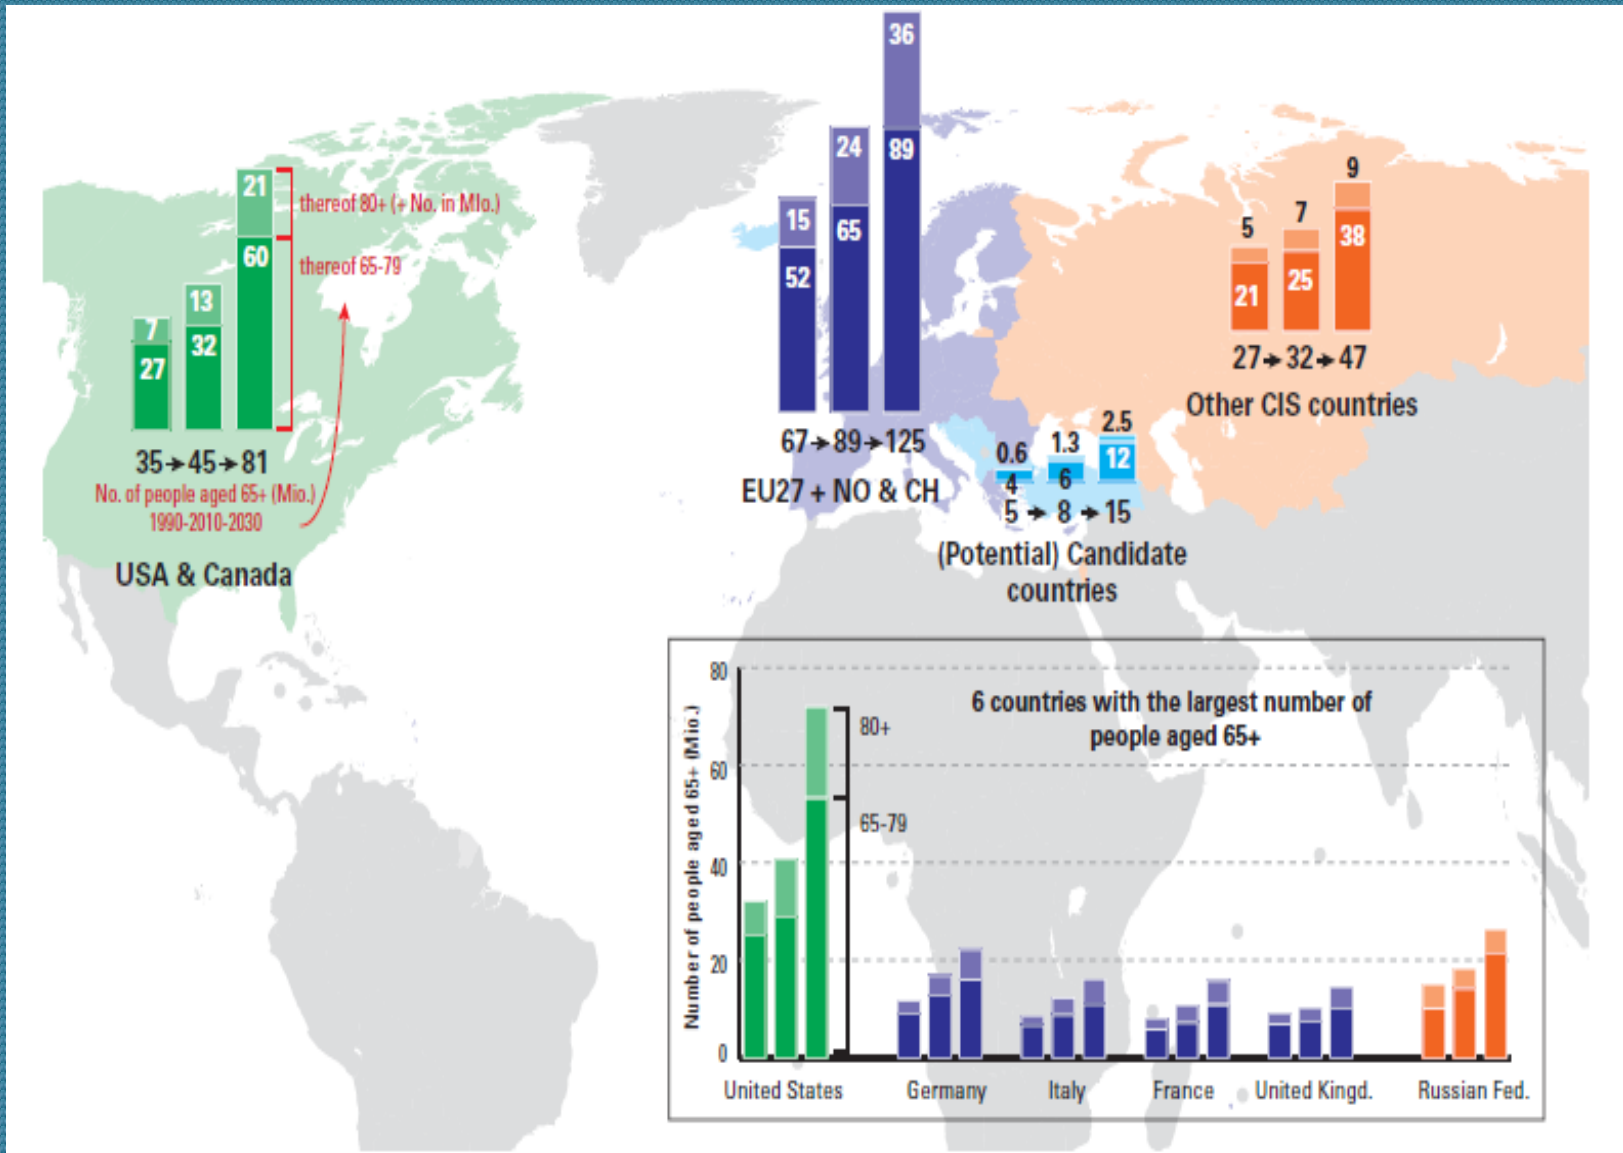 21
thereof 80+ (+ No. in Mlo.)
60
thereof 65-79
13
32
7
27
35→45→81
No. of people aged 65+ (Mio.)
1990-2010-2030
USA & Canada
36
24
89
15
65
52
67→89→125
EU27 + NO & CH
0.6
1.3
2.5
4
6
12
5→8→15
(Potential) Candidate
countries
9
7
5
38
25
21
27→32→47
Other CIS countries
6 countries with the largest number of
people aged 65+
Number of people aged 65+ (Mio.)
80
60
40
20
0
80+
65-79
United States
Germany
Italy
France
United Kingd.
Russian Fed.